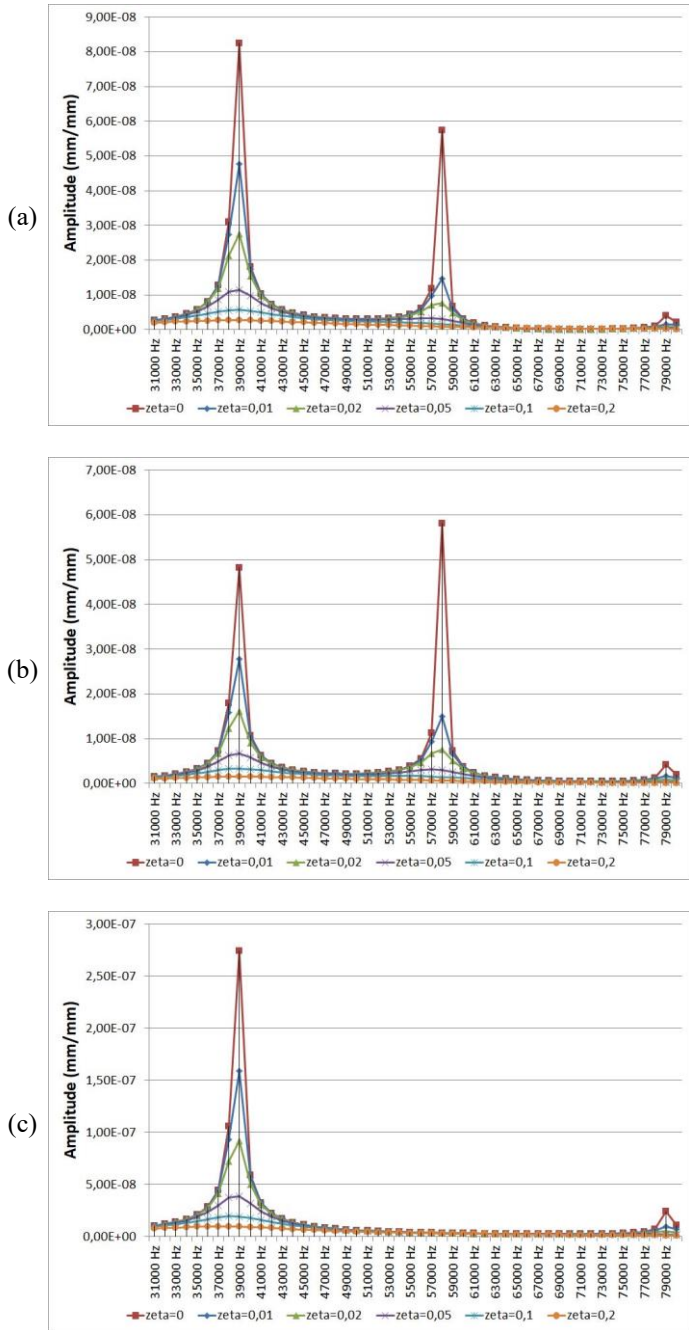 (a)
Amplitude (mm/mm)
9,00E-08
8,00E-08
7,00E-08
6,00E-08
5,00E-08
4,00E-08
3,00E-08
2,00E-08
1,00E-08
0,00E+00
31000 Hz
33000 Hz
35000 Hz
37000 Hz
39000 Hz
41000 Hz
43000 Hz
45000 Hz
47000 Hz
49000 Hz
51000 Hz
53000 Hz
55000 Hz
57000 Hz
59000 Hz
61000 Hz
63000 Hz
65000 Hz
67000 Hz
69000 Hz
71000 Hz
73000 Hz
75000 Hz
77000 Hz
79000 Hz
zeta=0 zeta=0,01 zeta=0,02 zeta=0,05 zeta=0,1 zeta=0,2
(b)
Amplitude (mm/mm)
7,00E-08
6,00E-08
5,00E-08
4,00E-08
3,00E-08
2,00E-08
1,00E-08
0,00E+00
31000 Hz
33000 Hz
35000 Hz
37000 Hz
39000 Hz
41000 Hz
43000 Hz
45000 Hz
47000 Hz
49000 Hz
51000 Hz
53000 Hz
55000 Hz
57000 Hz
59000 Hz
61000 Hz
63000 Hz
65000 Hz
67000 Hz
69000 Hz
71000 Hz
73000 Hz
75000 Hz
77000 Hz
79000 Hz
zeta=0 zeta=0,01 zeta=0,02 zeta=0,05 zeta=0,1 zeta=0,2
(c)
Amplitude (mm/mm)
3,00E-07
2,50E-07
2,00E-07
1,50E-07
1,00E-07
5,00E-08
0,00E+00
31000 Hz
33000 Hz
35000 Hz
37000 Hz
39000 Hz
41000 Hz
43000 Hz
45000 Hz
47000 Hz
49000 Hz
51000 Hz
53000 Hz
55000 Hz
57000 Hz
59000 Hz
61000 Hz
63000 Hz
65000 Hz
67000 Hz
69000 Hz
71000 Hz
73000 Hz
75000 Hz
77000 Hz
79000 Hz
zeta=0 zeta=0,01 zeta=0,02 zeta=0,05 zeta=0,1 zeta=0,2